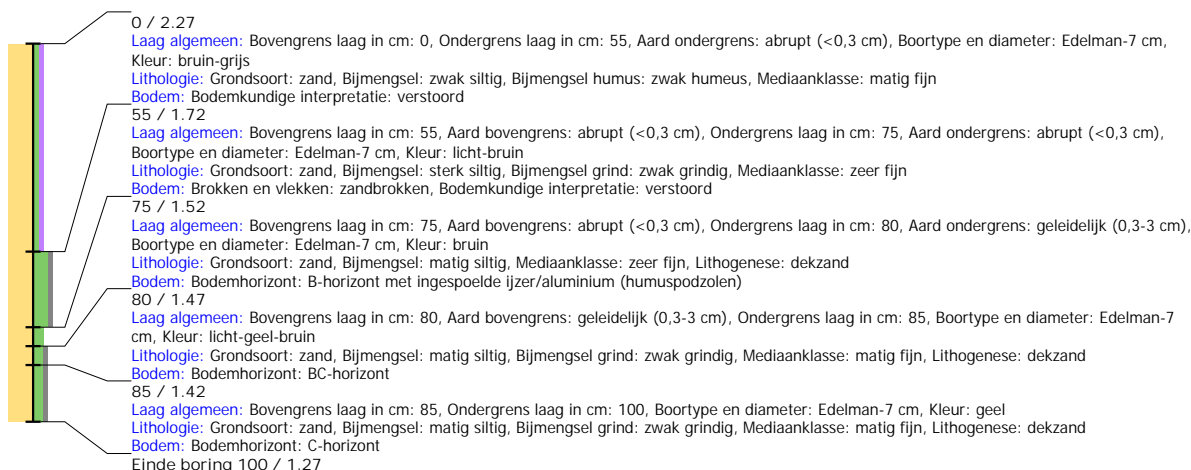 0 / 2.27
Laag algemeen: Bovengrens laag in cm: 0, Ondergrens laag in cm: 55, Aard ondergrens: abrupt (<0,3 cm), Boortype en diameter: Edelman-7 cm,
Kleur: bruin-grijs
Lithologie: Grondsoort: zand, Bijmengsel: zwak siltig, Bijmengsel humus: zwak humeus, Mediaanklasse: matig fijn
Bodem: Bodemkundige interpretatie: verstoord
55 / 1.72
Laag algemeen: Bovengrens laag in cm: 55, Aard bovengrens: abrupt (<0,3 cm), Ondergrens laag in cm: 75, Aard ondergrens: abrupt (<0,3 cm),
Boortype en diameter: Edelman-7 cm, Kleur: licht-bruin
Lithologie: Grondsoort: zand, Bijmengsel: sterk siltig, Bijmengsel grind: zwak grindig, Mediaanklasse: zeer fijn
Bodem: Brokken en vlekken: zandbrokken, Bodemkundige interpretatie: verstoord
75 / 1.52
Laag algemeen: Bovengrens laag in cm: 75, Aard bovengrens: abrupt (<0,3 cm), Ondergrens laag in cm: 80, Aard ondergrens: geleidelijk (0,3-3 cm),
Boortype en diameter: Edelman-7 cm, Kleur: bruin
Lithologie: Grondsoort: zand, Bijmengsel: matig siltig, Mediaanklasse: zeer fijn, Lithogenese: dekzand
Bodem: Bodemhorizont: B-horizont met ingespoelde ijzer/aluminium (humuspodzolen)
80 / 1.47
Laag algemeen: Bovengrens laag in cm: 80, Aard bovengrens: geleidelijk (0,3-3 cm), Ondergrens laag in cm: 85, Boortype en diameter: Edelman-7
cm, Kleur: licht-geel-bruin
Lithologie: Grondsoort: zand, Bijmengsel: matig siltig, Bijmengsel grind: zwak grindig, Mediaanklasse: matig fijn, Lithogenese: dekzand
Bodem: Bodemhorizont: BC-horizont
85 / 1.42
Laag algemeen: Bovengrens laag in cm: 85, Ondergrens laag in cm: 100, Boortype en diameter: Edelman-7 cm, Kleur: geel
Lithologie: Grondsoort: zand, Bijmengsel: matig siltig, Bijmengsel grind: zwak grindig, Mediaanklasse: matig fijn, Lithogenese: dekzand
Bodem: Bodemhorizont: C-horizont
Einde boring 100 / 1.27